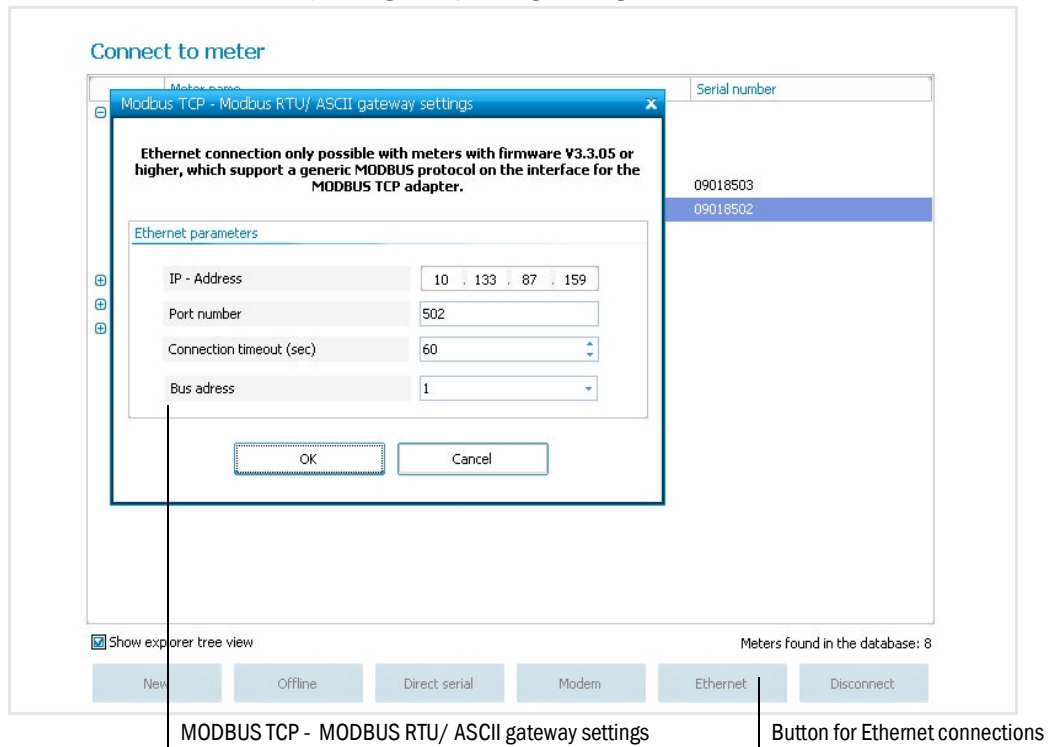 Connect to meter
Meter name
Serial number
Modbus TCP - Modbus RTU/ ASCII gateway settings
Ethernet connection only possible with meters with firmware V3.3.05 or
higher, which support a generic MODBUS protocol on the interface for the
MODBUS TCP adapter.
09018503
09018502
Ethernet parameters
IP - Address 10 . 133 . 87 . 159
Port number 502
Connection timeout (sec) 60
Bus adress 1
OK Cancel
Show explorer tree view Meters found in the database: 8
New Offline Direct serial Modem Ethernet Disconnect
MODBUS TCP - MODBUS RTU/ ASCII gateway settings Button for Ethernet connections